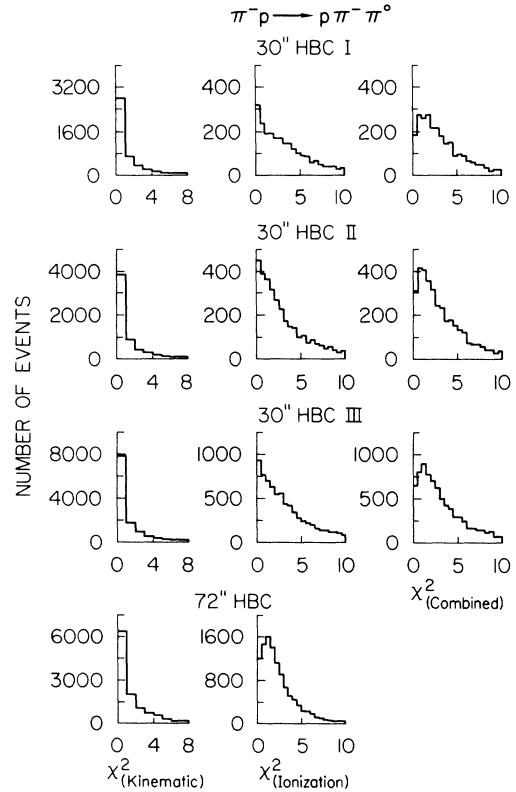 π⁻p ⟶ pπ⁻π°
30" HBC I
3200 1600 0
0 4 8
400 200 0
0 5 10
400 200 0
0 5 10
30" HBC II
4000 2000 0
0 4 8
400 200 0
0 5 10
400 200 0
0 5 10
30" HBC III
8000 4000 0
0 4 8
1000 500 0
0 5 10
1000 500 0
0 5 10
χ²(Combined)
72" HBC
6000 3000 0
0 4 8
χ²(Kinematic)
1600 800 0
0 5 10
χ²(Ionization)
NUMBER OF EVENTS